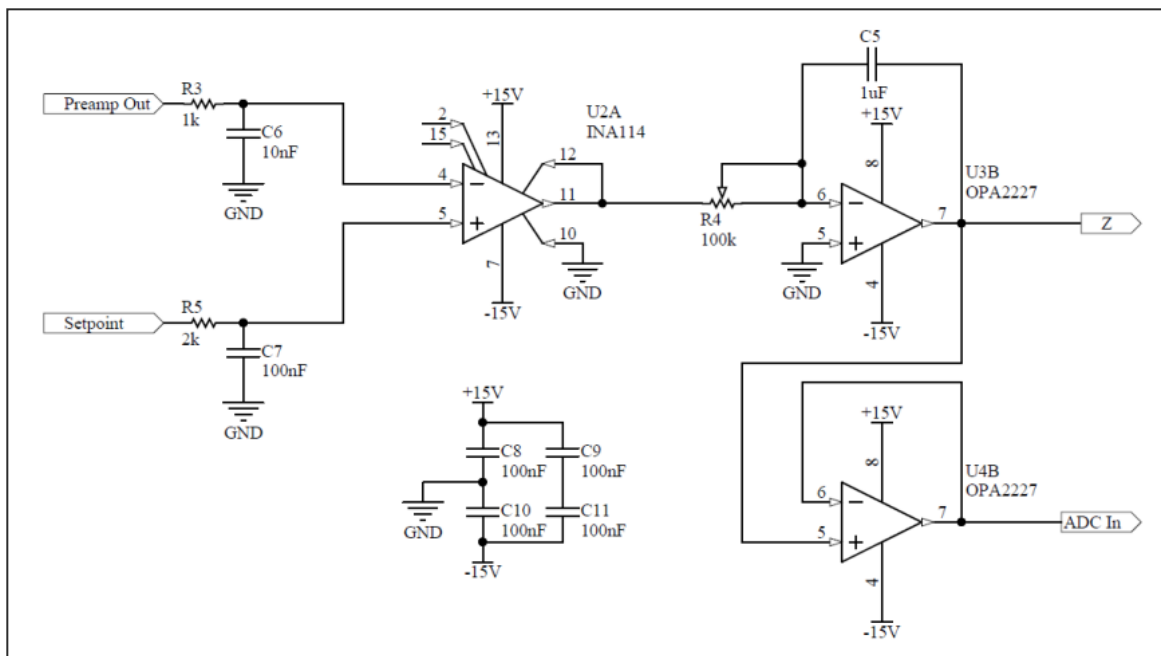 Preamp Out
R3
1k
C6
10nF
GND
Setpoint
R5
2k
C7
100nF
GND
2
15
4
5
+15V
13
U2A
INA114
12
11
10
GND
7
-15V
R4
100k
C5
1uF
+15V
8
U3B
OPA2227
6
7
5
GND
4
-15V
Z
+15V
C8
100nF
C9
100nF
GND
C10
100nF
C11
100nF
-15V
+15V
8
U4B
OPA2227
6
7
5
4
-15V
ADC In